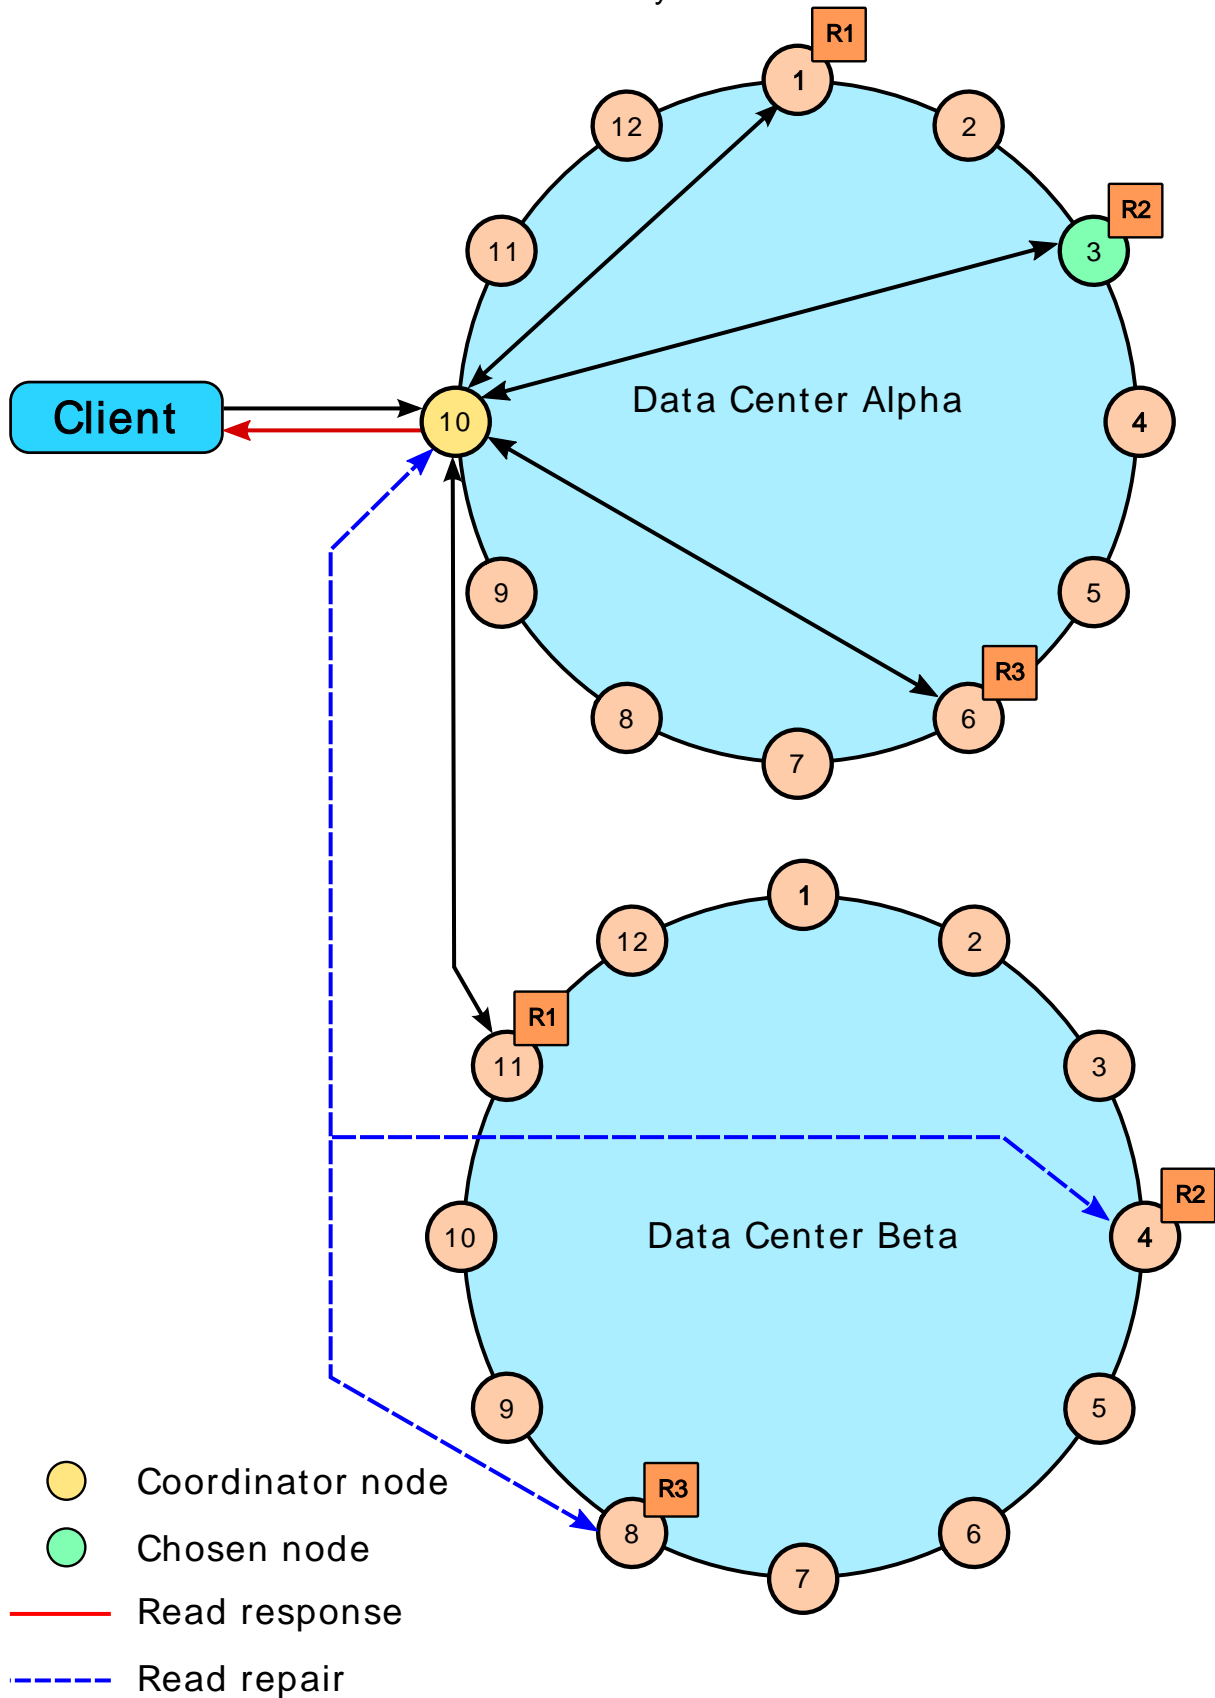 R1
1
12
2
R2
11
3
Client
10
Data Center Alpha
4
9
5
R3
8
6
7
1
12
2
R1
11
3
R2
10
Data Center Beta
4
9
5
Coordinator node
R3
8
6
Chosen node
7
Read response
Read repair